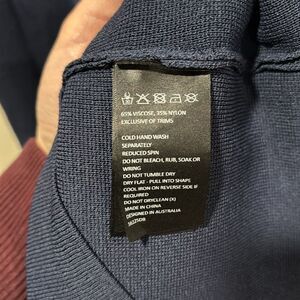 65% VISCOSE, 35% NYLON
EXCLUSIVE OF TRIMS
COLD HAND WASH
SEPARATELY
REDUCED SPIN
DO NOT BLEACH, RUB, SOAK OR
WRING
DO NOT TUMBLE DRY
DRY FLAT - PULL INTO SHAPE
COOL IRON ON REVERSE SIDE IF
REQUIRED
DO NOT DRYCLEAN (X)
MADE IN CHINA
DESIGNED IN AUSTRALIA